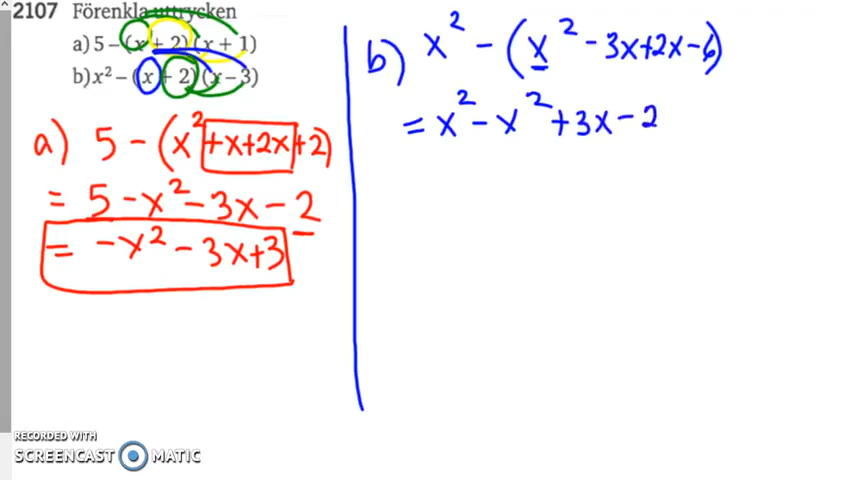 2107 Förenkla uttrycken
a) 5 – (x + 2)(x + 1)
b) x² – (x + 2)(x – 3)
a) 5 - (x² + x + 2x + 2)
= 5 - x² - 3x - 2
= -x² - 3x + 3
b) x² - (x² - 3x + 2x - 6)
= x² - x² + 3x - 2
RECORDED WITH
SCREENCAST MATIC